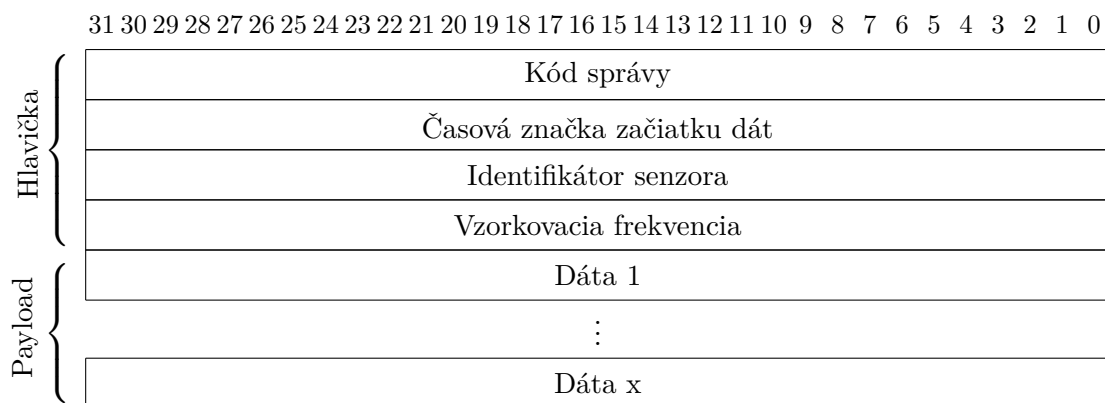 31 30 29 28 27 26 25 24 23 22 21 20 19 18 17 16 15 14 13 12 11 10 9 8 7 6 5 4 3 2 1 0
Hlavička
Kód správy
Časová značka začiatku dát
Identifikátor senzora
Vzorkovacia frekvencia
Payload
Dáta 1
⋮
Dáta x